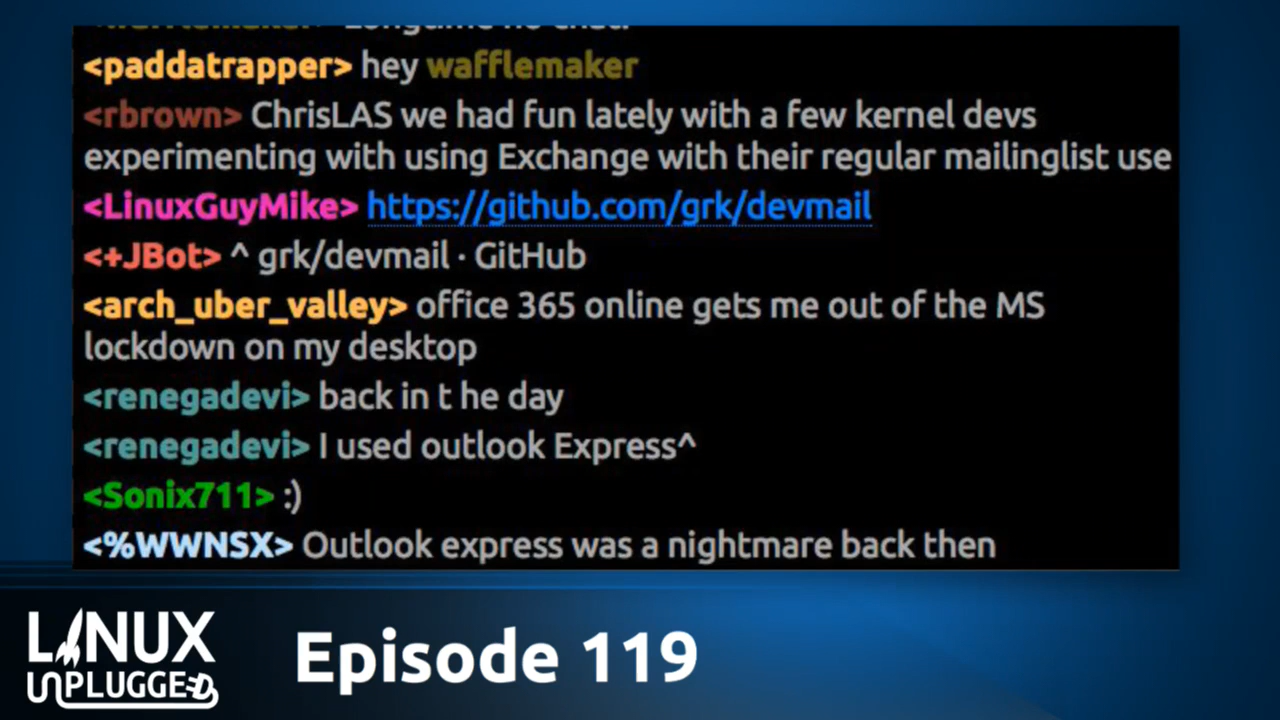 <paddatrapper> hey wafflemaker
<rbrown> ChrisLAS we had fun lately with a few kernel devs
experimenting with using Exchange with their regular mailinglist use
<LinuxGuyMike> https://github.com/grk/devmail
<+JBot> ^ grk/devmail · GitHub
<arch_uber_valley> office 365 online gets me out of the MS
lockdown on my desktop
<renegadevi> back in t he day
<renegadevi> I used outlook Express^
<Sonix711> :)
<%WWNSX> Outlook express was a nightmare back then
LINUX
UNPLUGGED
Episode 119